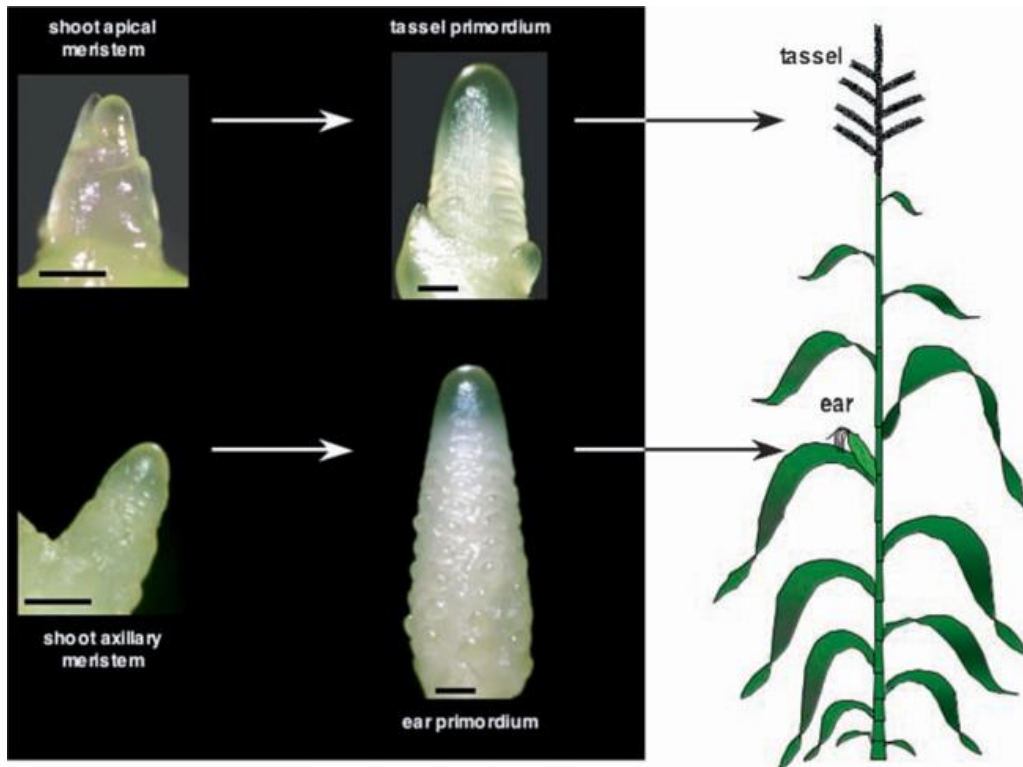 shoot apical
meristem
tassel primordium
tassel
ear
shoot axillary
meristem
ear primordium